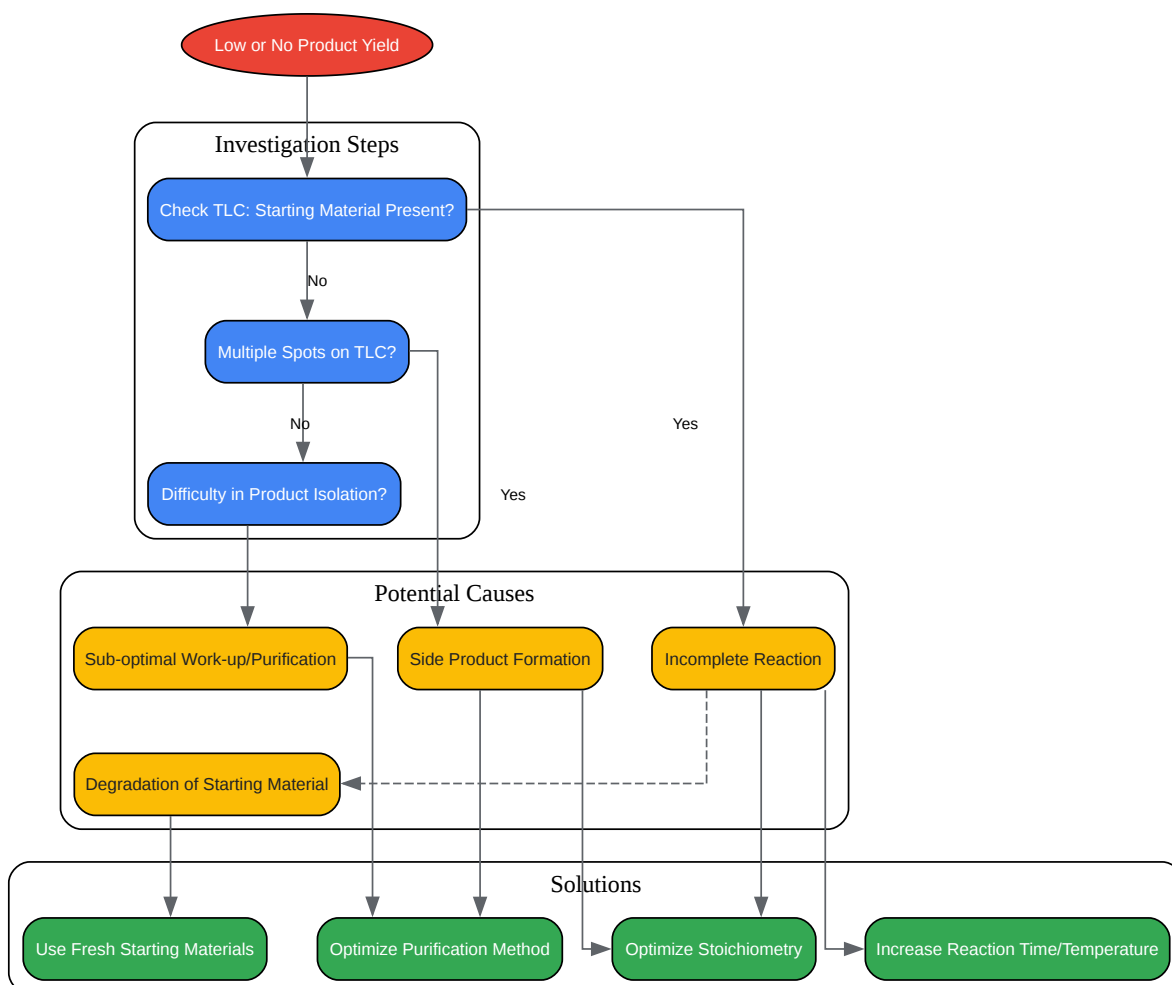 Low or No Product Yield
Investigation Steps
Check TLC: Starting Material Present?
No
Multiple Spots on TLC?
No
Yes
Difficulty in Product Isolation?
Yes
Potential Causes
Sub-optimal Work-up/Purification
Side Product Formation
Incomplete Reaction
Degradation of Starting Material
Solutions
Use Fresh Starting Materials
Optimize Purification Method
Optimize Stoichiometry
Increase Reaction Time/Temperature